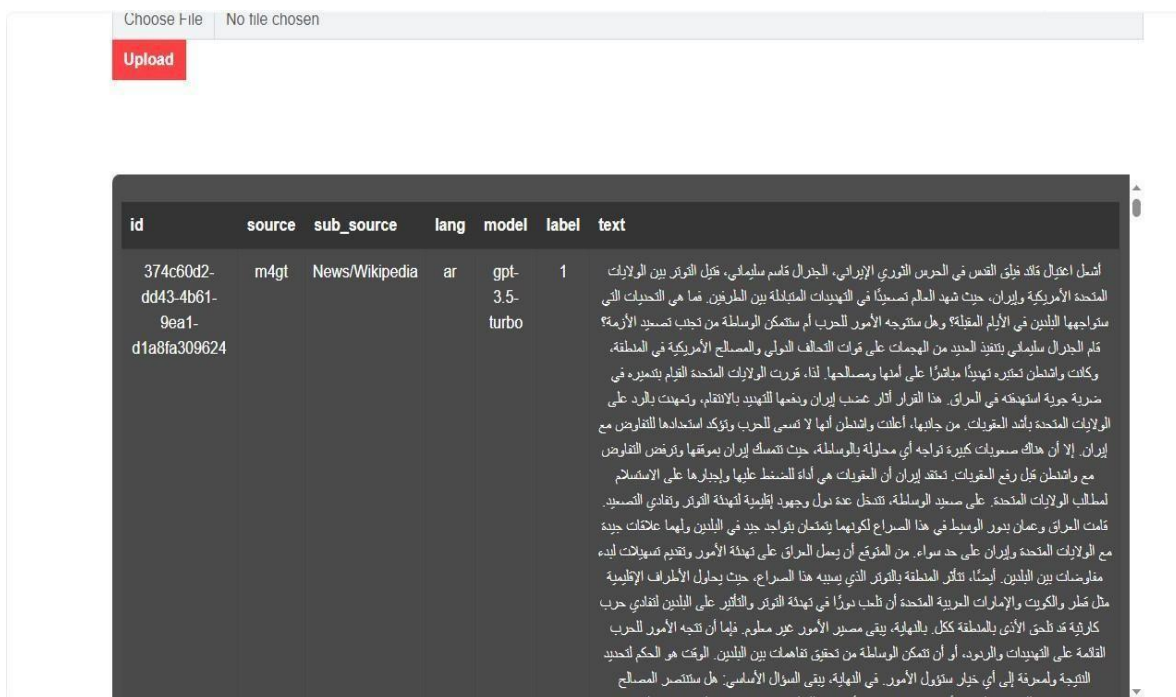 Choose File No file chosen
Upload
id source sub_source lang model label text
374c60d2-
dd43-4b61-
9ea1-
d1a8fa309624
m4gt News/Wikipedia ar gpt-
3.5-
turbo
1
أشعل اغتيال قائد فيلق القدس في الحرس الثوري الإيراني، الجنرال قاسم سليماني، فتيل التوتر بين الولايات
المتحدة الأمريكية وإيران، حيث شهد العالم تصعيدًا في التهديدات المتبادلة بين الطرفين. فما هي التحديات التي
ستواجهها البلدين في الأيام المقبلة؟ وهل ستتوجه الأمور للحرب أم ستتمكن الوساطة من تجنب تصعيد الأزمة؟
قام الجنرال سليماني بتنفيذ العديد من الهجمات على قوات التحالف الدولي والمصالح الأمريكية في المنطقة،
وكانت واشنطن تعتبره تهديدًا مباشرًا على أمنها ومصالحها. لذا، قررت الولايات المتحدة القيام بتدميره في
ضربة جوية استهدفته في العراق. هذا القرار أثار غضب إيران ودفعها للتهديد بالانتقام، وتعهدت بالرد على
الولايات المتحدة بأشد العقوبات. من جانبها، أعلنت واشنطن أنها لا تسعى للحرب وتؤكد استعدادها للتفاوض مع
إيران. إلا أن هناك صعوبات كبيرة تواجه أي محاولة بالوساطة، حيث تتمسك إيران بموقفها وترفض التفاوض
مع واشنطن قبل رفع العقوبات. تعتقد إيران أن العقوبات هي أداة للضغط عليها وإجبارها على الاستسلام
لمطالب الولايات المتحدة. على صعيد الوساطة، تتدخل عدة دول وجهود إقليمية لتهدئة التوتر وتفادي التصعيد.
قامت العراق وعمان بدور الوسيط في هذا الصراع لكونهما يتمتعان بتواجد جيد في البلدين ولهما علاقات جيدة
مع الولايات المتحدة وإيران على حد سواء. من المتوقع أن يعمل العراق على تهدئة الأمور وتقديم تسهيلات لبدء
مفاوضات بين البلدين. أيضًا، تتأثر المنطقة بالتوتر الذي يسببه هذا الصراع، حيث يحاول الأطراف الإقليمية
مثل قطر والكويت والإمارات العربية المتحدة أن تلعب دورًا في تهدئة التوتر والتأثير على البلدين لتفادي حرب
كارثية قد تلحق الأذى بالمنطقة ككل. بالنهاية، يبقى مصير الأمور غير معلوم. فإما أن تتجه الأمور للحرب
القائمة على التهديدات والردود، أو أن تتمكن الوساطة من تحقيق تفاهمات بين البلدين. الوقت هو الحكم لتحديد
النتيجة ولمعرفة إلى أي خيار ستؤول الأمور. في النهاية، يبقى السؤال الأساسي: هل ستنتصر المصالح